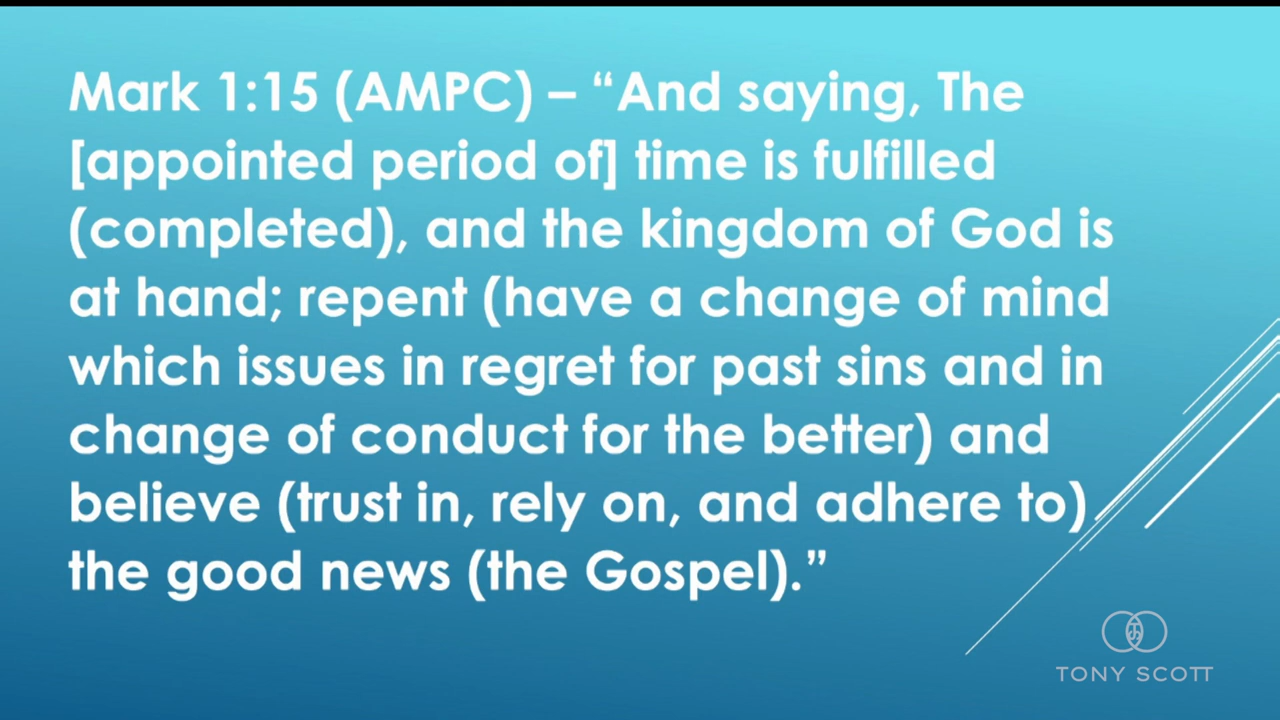 Mark 1:15 (AMPC) – “And saying, The
[appointed period of] time is fulfilled
(completed), and the kingdom of God is
at hand; repent (have a change of mind
which issues in regret for past sins and in
change of conduct for the better) and
believe (trust in, rely on, and adhere to)
the good news (the Gospel).”
TS
TONY SCOTT